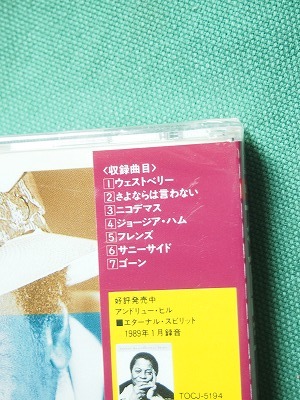 〈収録曲目〉
1 ウェストベリー
2 さよならは言わない
3 ニコデマス
4 ジョージア・ハム
5 フレンズ
6 サニーサイド
7 ゴーン
好評発売中
アンドリュー・ヒル
■エターナル・スピリット
1989年1月録音
TOCJ-5194